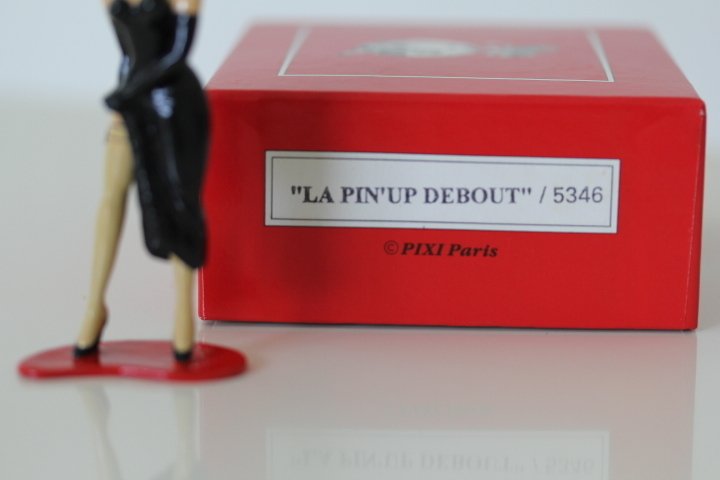 "LA PIN'UP DEBOUT" / 5346
© PIXI Paris